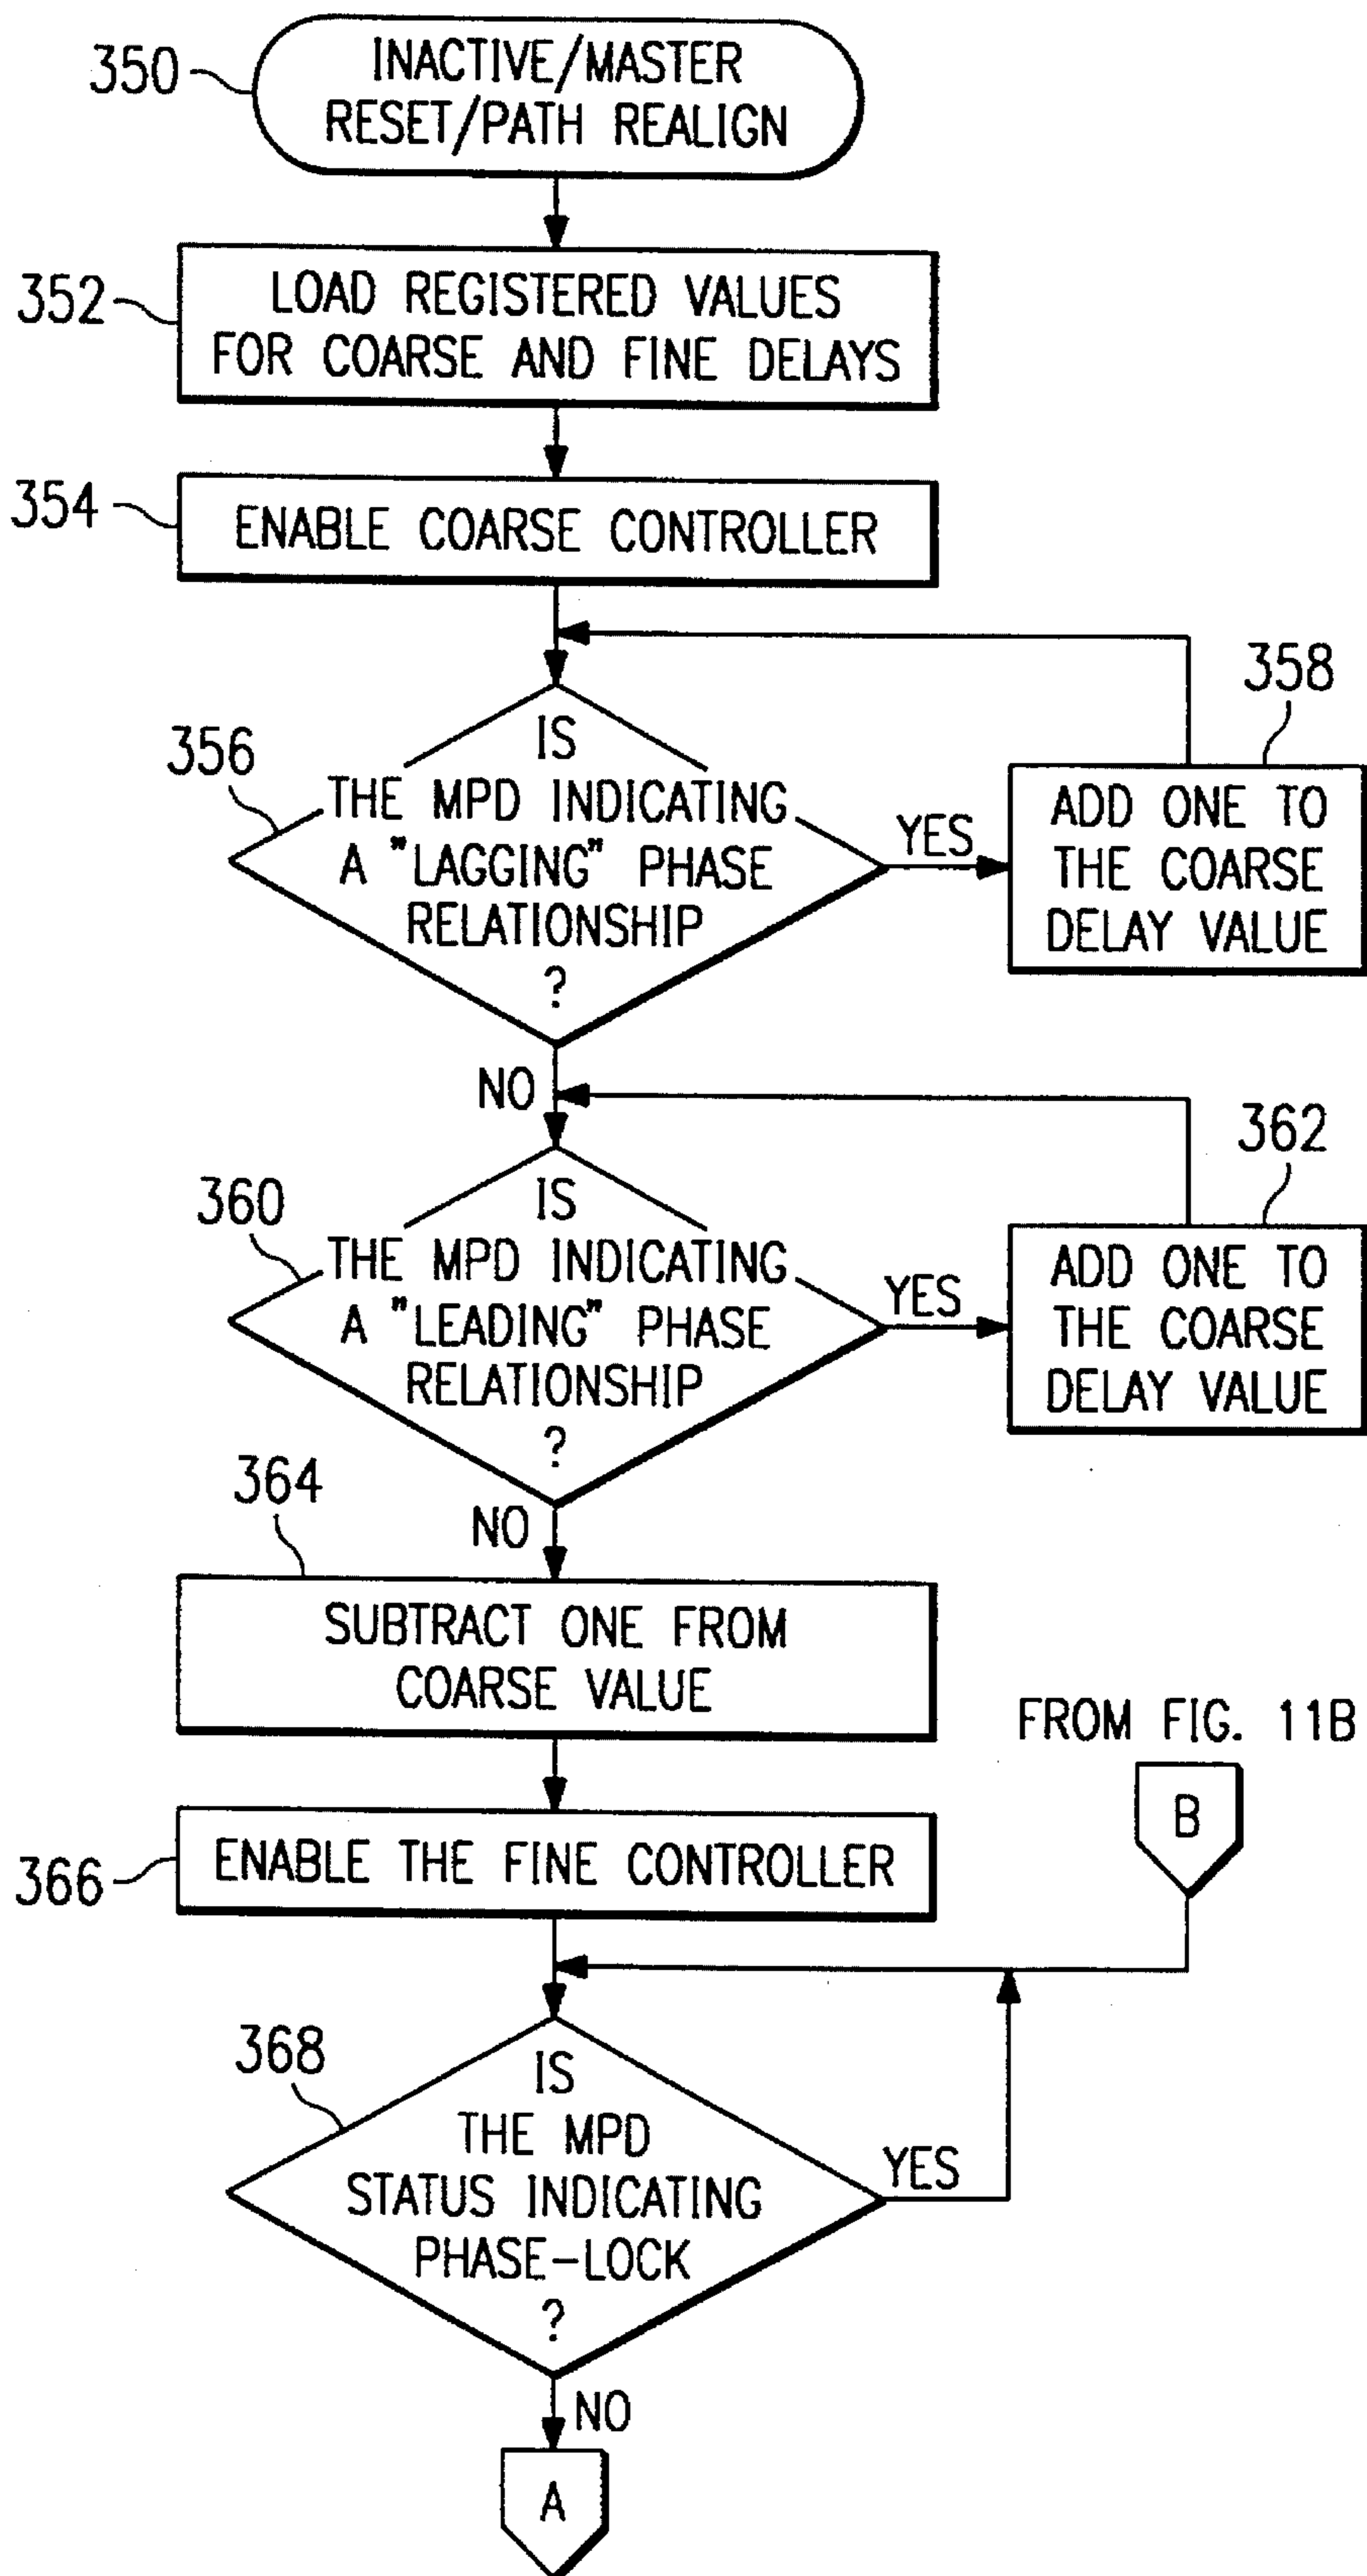 350
INACTIVE/MASTER
RESET/PATH REALIGN
352
LOAD REGISTERED VALUES
FOR COARSE AND FINE DELAYS
354
ENABLE COARSE CONTROLLER
356
IS
THE MPD INDICATING
A "LAGGING" PHASE
RELATIONSHIP
?
YES
358
ADD ONE TO
THE COARSE
DELAY VALUE
NO
360
IS
THE MPD INDICATING
A "LEADING" PHASE
RELATIONSHIP
?
YES
362
ADD ONE TO
THE COARSE
DELAY VALUE
NO
364
SUBTRACT ONE FROM
COARSE VALUE
FROM FIG. 11B
B
366
ENABLE THE FINE CONTROLLER
368
IS
THE MPD
STATUS INDICATING
PHASE-LOCK
?
YES
NO
A